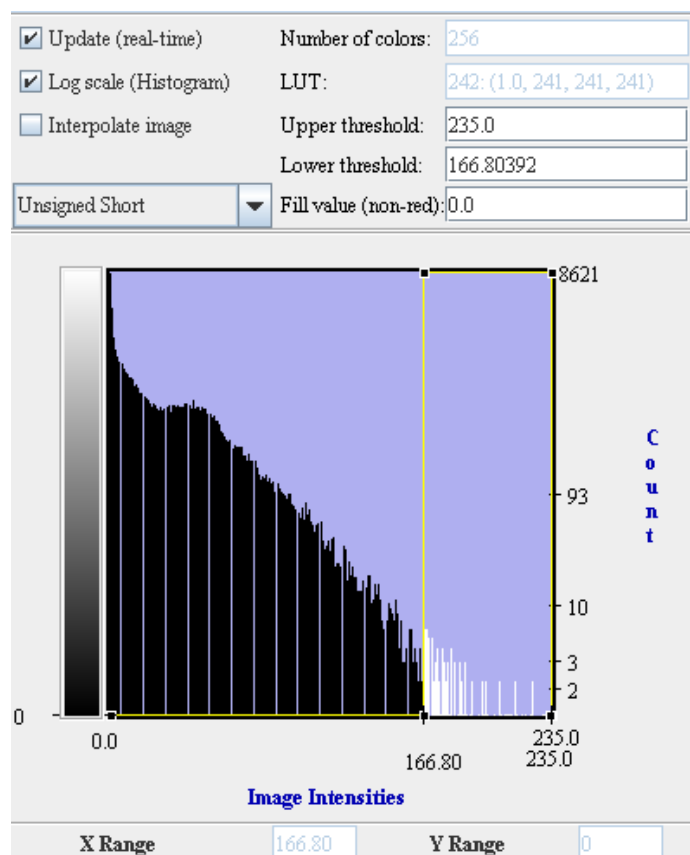 Update (real-time) Number of colors: 256
Log scale (Histogram) LUT: 242: (1.0, 241, 241, 241)
Interpolate image Upper threshold: 235.0
Lower threshold: 166.80392
Unsigned Short Fill value (non-red): 0.0
8621
93
10
3
2
Count
0
0.0 235.0
166.80 235.0
Image Intensities
X Range 166.80 Y Range 0